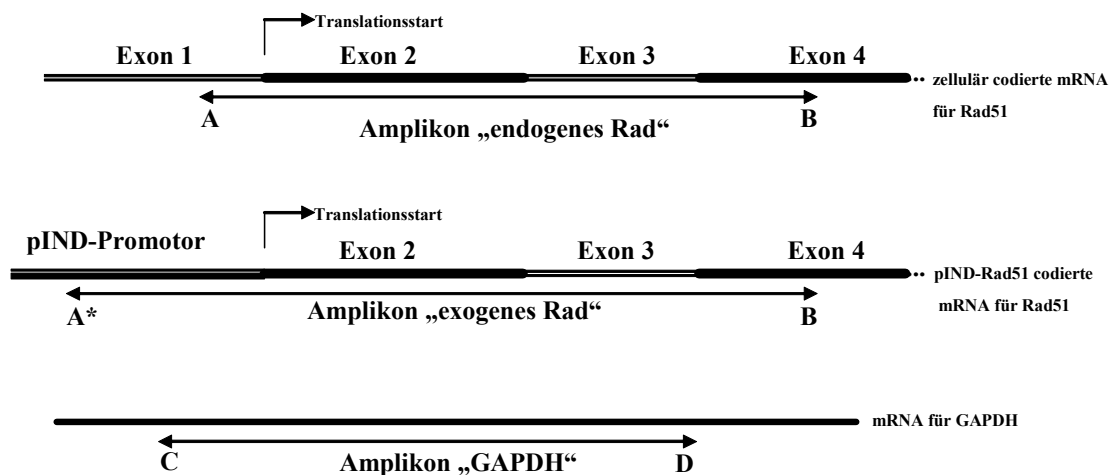 Translationsstart
Exon 1 Exon 2 Exon 3 Exon 4
zellulär codierte mRNA
für Rad51
A B
Amplikon „endogenes Rad“
Translationsstart
pIND-Promotor Exon 2 Exon 3 Exon 4
pIND-Rad51 codierte
mRNA für Rad51
A* Amplikon „exogenes Rad“ B
mRNA für GAPDH
C Amplikon „GAPDH“ D